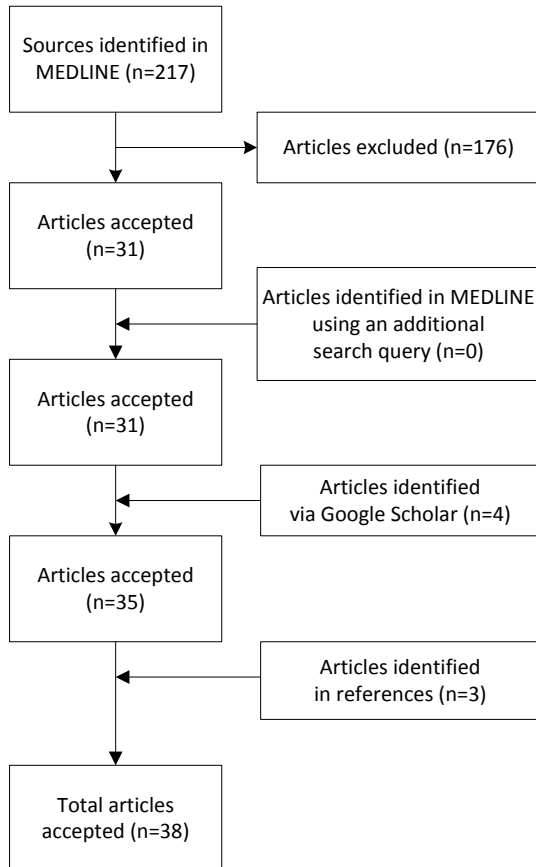 Sources identified in
MEDLINE (n=217)
Articles excluded (n=176)
Articles accepted
(n=31)
Articles identified in MEDLINE
using an additional
search query (n=0)
Articles accepted
(n=31)
Articles identified
via Google Scholar (n=4)
Articles accepted
(n=35)
Articles identified
in references (n=3)
Total articles
accepted (n=38)